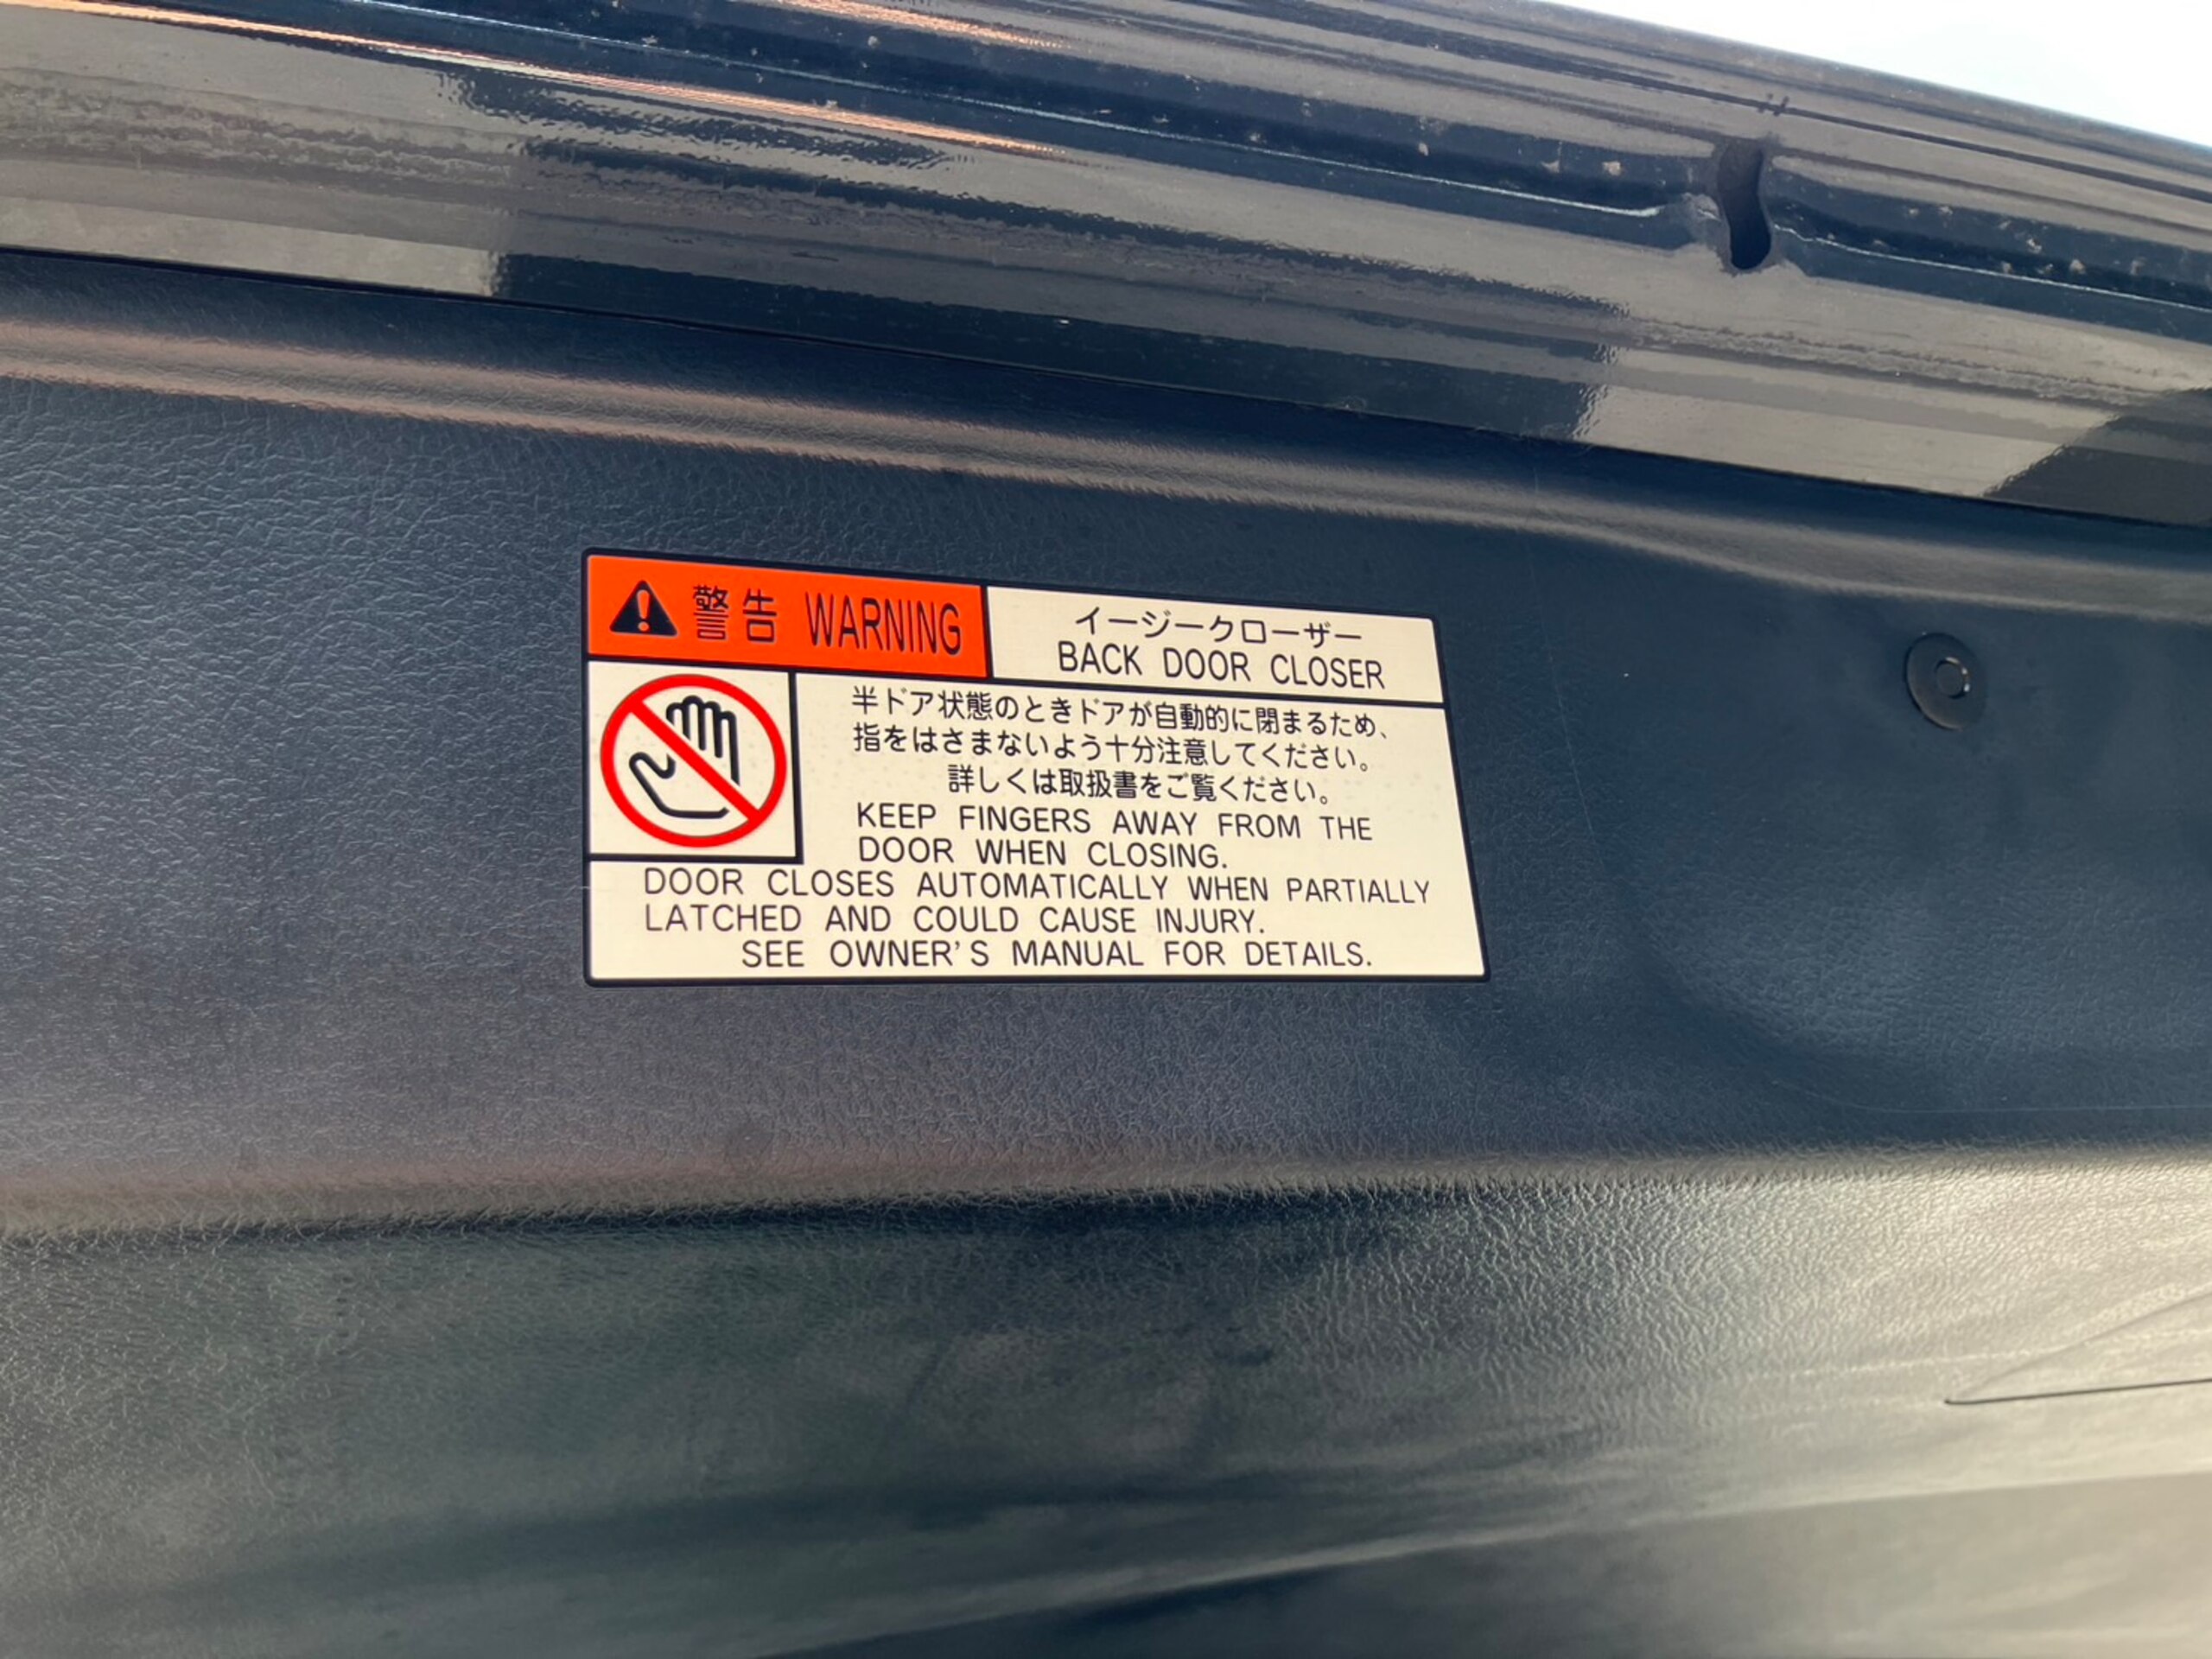 警告 WARNING
イージークローザー
BACK DOOR CLOSER
半ドア状態のときドアが自動的に閉まるため、
指をはさまないよう十分注意してください。
詳しくは取扱書をご覧ください。
KEEP FINGERS AWAY FROM THE
DOOR WHEN CLOSING.
DOOR CLOSES AUTOMATICALLY WHEN PARTIALLY
LATCHED AND COULD CAUSE INJURY.
SEE OWNER'S MANUAL FOR DETAILS.